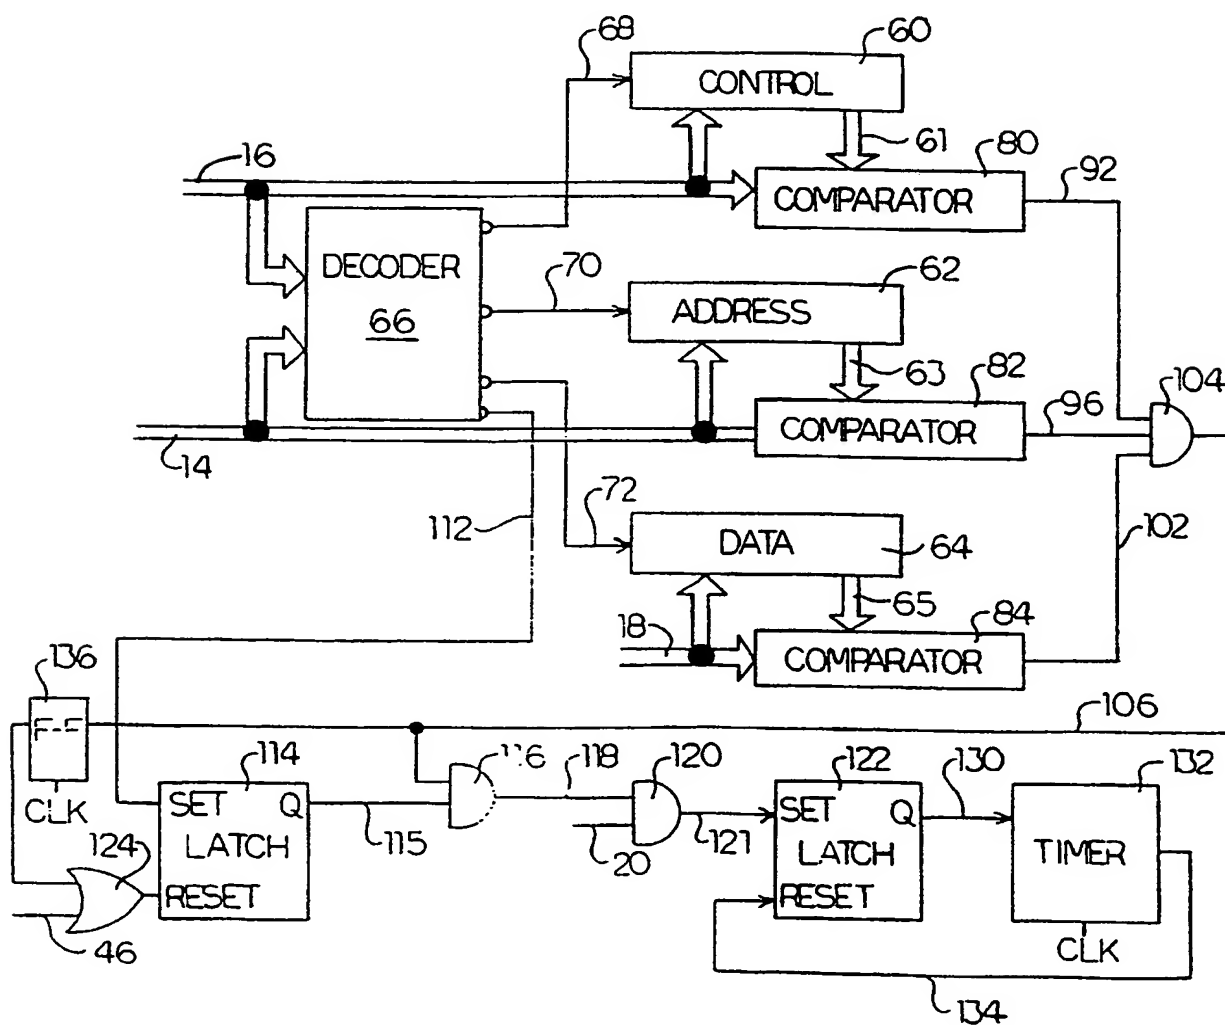 68
60
CONTROL
16
61
80
92
COMPARATOR
DECODER
66
70
62
ADDRESS
63
82
104
96
COMPARATOR
14
112
72
DATA
64
102
65
18
84
COMPARATOR
136
F-F
106
114
116
118
120
122
130
132
CLK
SET Q
LATCH
RESET
115
20
121
SET Q
LATCH
RESET
TIMER
124
46
CLK
134